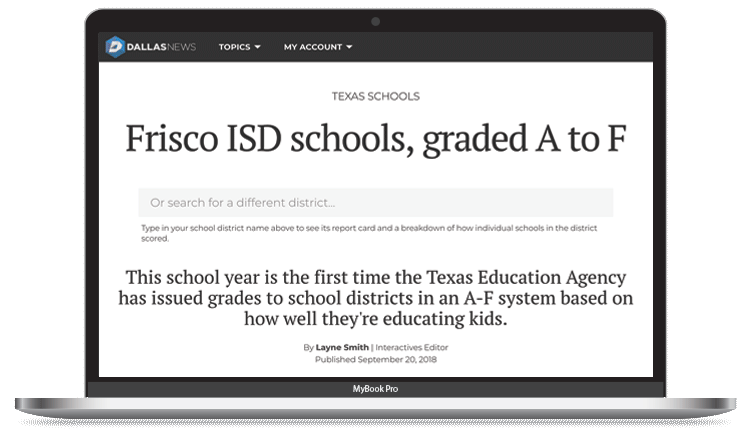 DALLASNEWS TOPICS MY ACCOUNT
TEXAS SCHOOLS
Frisco ISD schools, graded A to F
Or search for a different district...
Type in your school district name above to see its report card and a breakdown of how individual schools in the district
scored.
This school year is the first time the Texas Education Agency
has issued grades to school districts in an A-F system based on
how well they're educating kids.
By Layne Smith | Interactives Editor
Published September 20, 2018
MyBook Pro